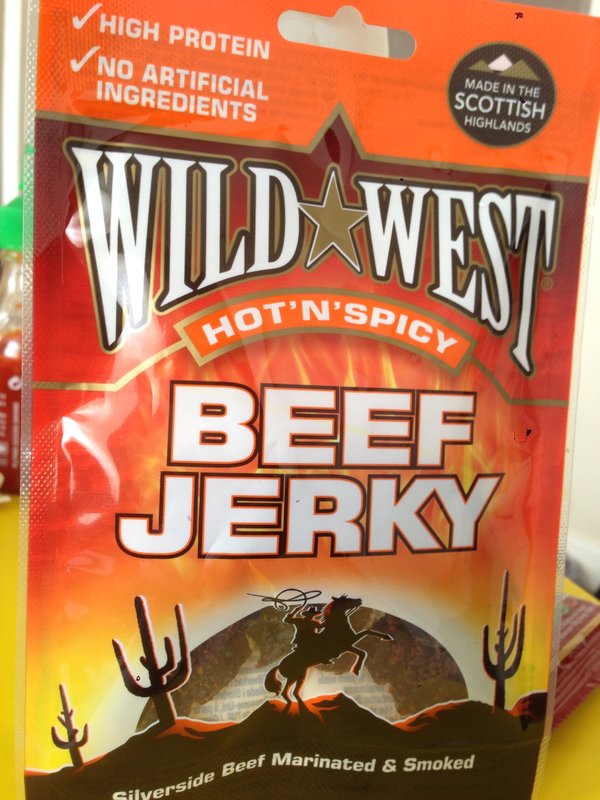 ✓HIGH PROTEIN
✓NO ARTIFICIAL
INGREDIENTS
MADE IN THE
SCOTTISH
HIGHLANDS
WILD WEST®
HOT'N'SPICY
BEEF
JERKY
Silverside Beef Marinated & Smoked